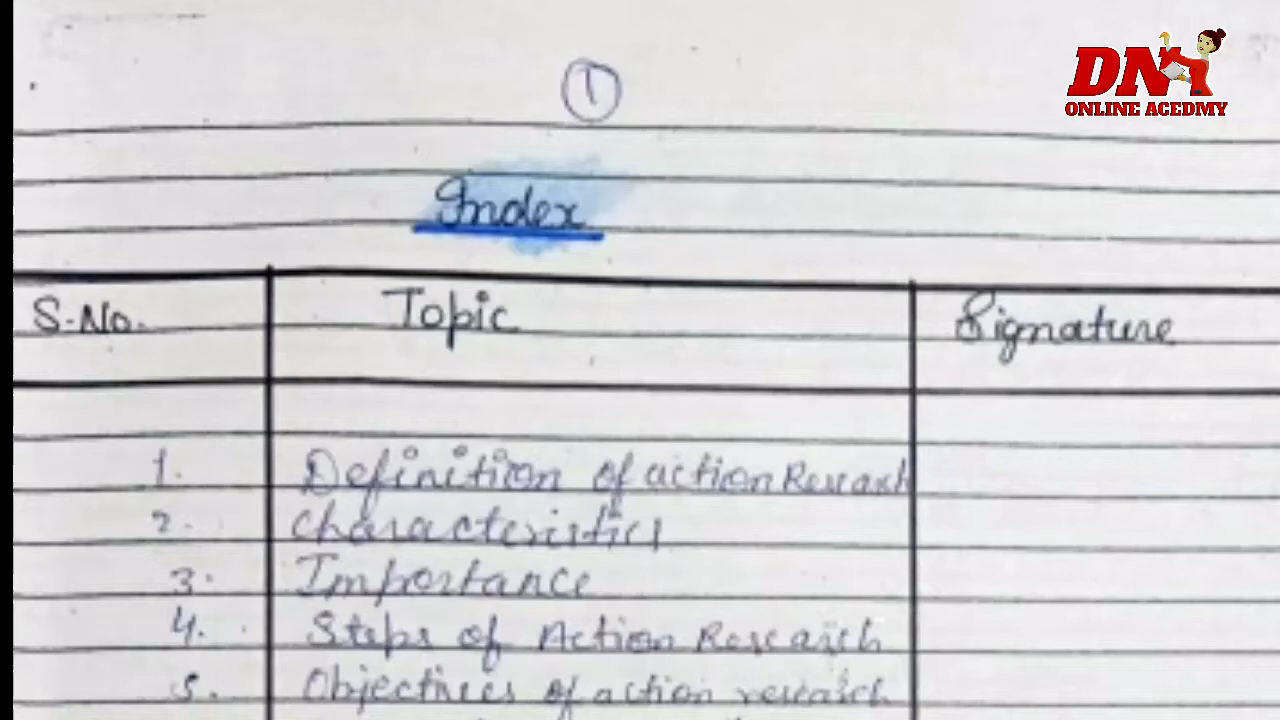 DN
ONLINE ACEDMY
1
Index
S.No. Topic Signature
1. Definition of action Research
2. Characteristics
3. Importance
4. Steps of Action Research
5. Objectives of action research